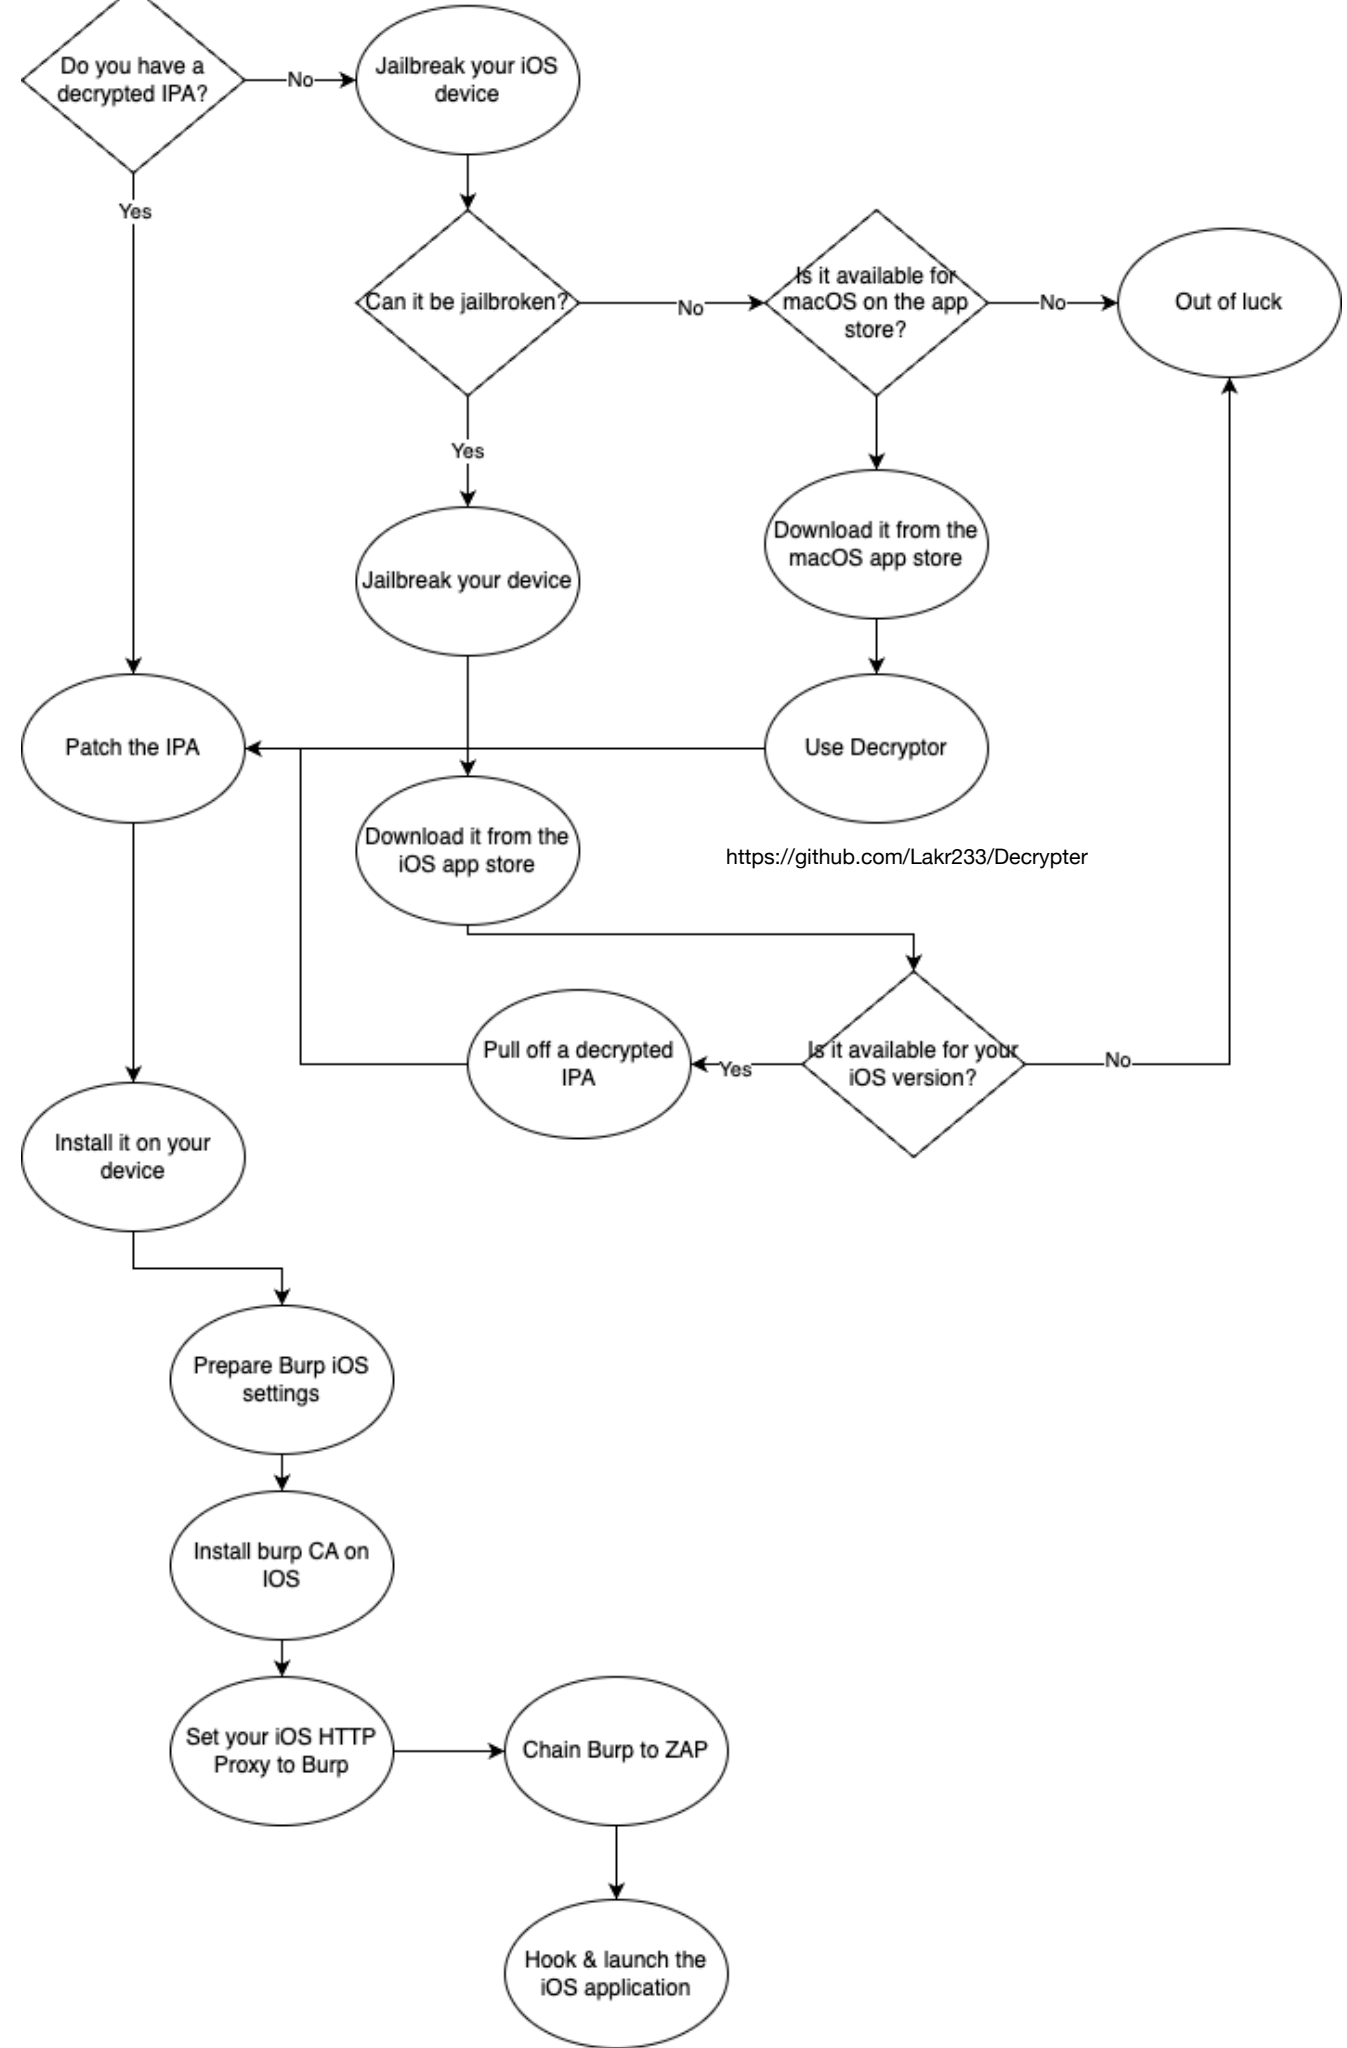 Do you have a
decrypted IPA?
No
Jailbreak your iOS
device
Yes
Can it be jailbroken?
No
Is it available for
macOS on the app
store?
No
Out of luck
Yes
Download it from the
macOS app store
Jailbreak your device
Patch the IPA
Use Decryptor
Download it from the
iOS app store
https://github.com/Lakr233/Decrypter
Pull off a decrypted
IPA
Yes
Is it available for your
iOS version?
No
Install it on your
device
Prepare Burp iOS
settings
Install burp CA on
IOS
Set your iOS HTTP
Proxy to Burp
Chain Burp to ZAP
Hook & launch the
iOS application